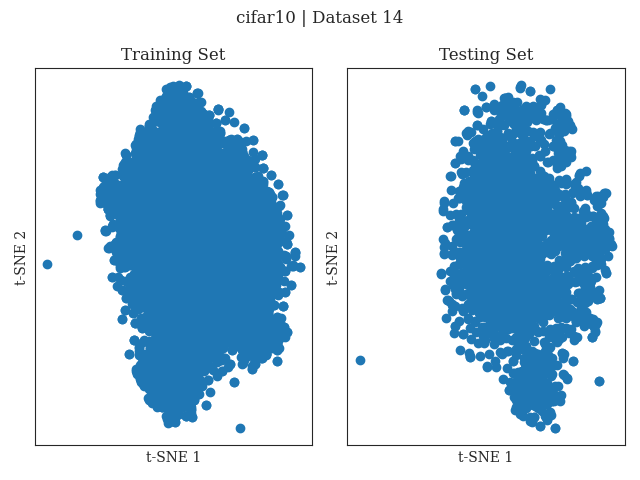 cifar10 | Dataset 14
Training Set
Testing Set
t-SNE 2
t-SNE 2
t-SNE 1
t-SNE 1